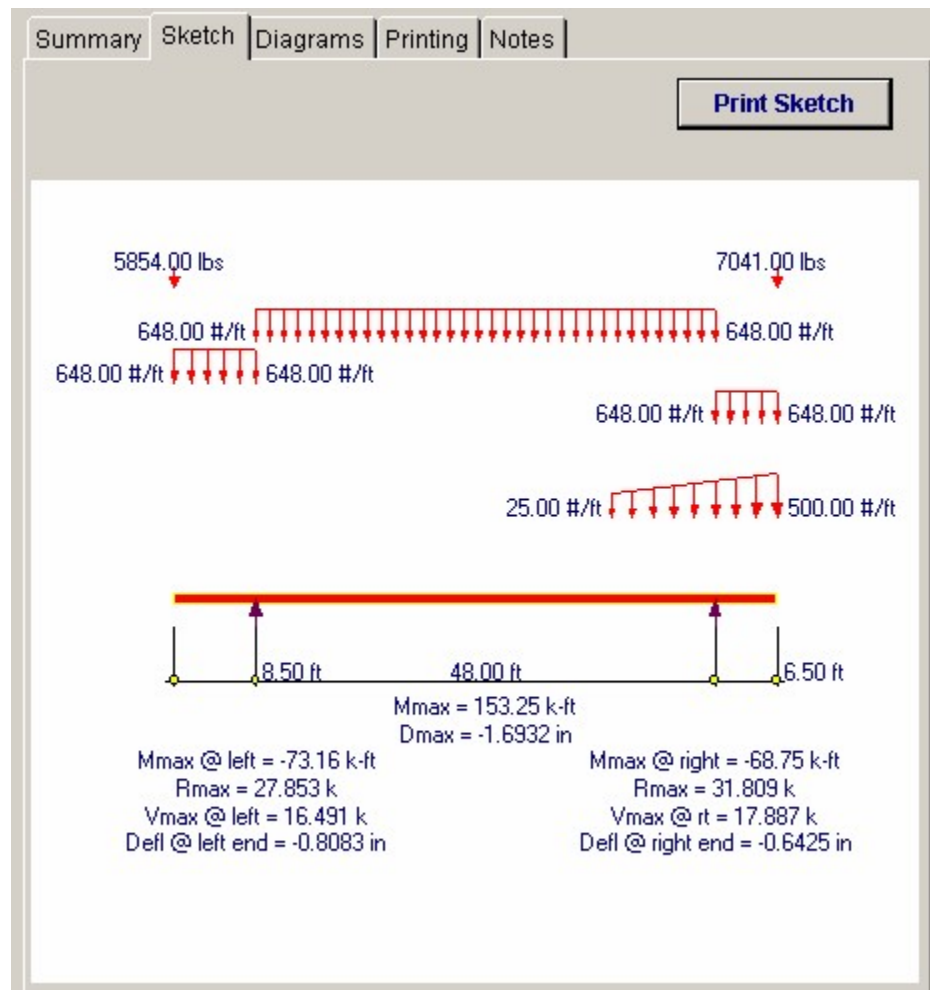 Summary Sketch Diagrams Printing Notes
Print Sketch
5854.00 lbs 7041.00 lbs
648.00 #/ft 648.00 #/ft
648.00 #/ft 648.00 #/ft
648.00 #/ft 648.00 #/ft
25.00 #/ft 500.00 #/ft
8.50 ft 48.00 ft 6.50 ft
Mmax = 153.25 k-ft
Dmax = -1.6932 in
Mmax @ left = -73.16 k-ft
Rmax = 27.853 k
Vmax @ left = 16.491 k
Defl @ left end = -0.8083 in
Mmax @ right = -68.75 k-ft
Rmax = 31.809 k
Vmax @ rt = 17.887 k
Defl @ right end = -0.6425 in